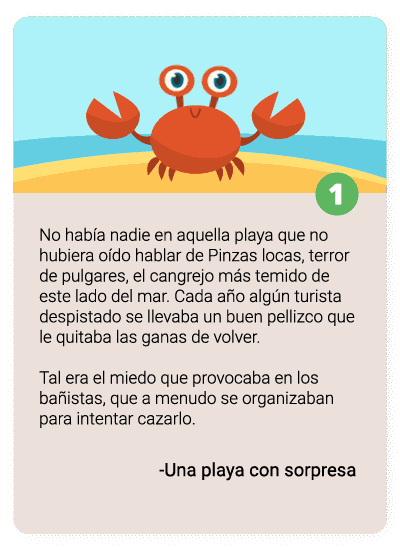 1
No había nadie en aquella playa que no
hubiera oído hablar de Pinzas locas, terror
de pulgares, el cangrejo más temido de
este lado del mar. Cada año algún turista
despistado se llevaba un buen pellizco que
le quitaba las ganas de volver.
Tal era el miedo que provocaba en los
bañistas, que a menudo se organizaban
para intentar cazarlo.
-Una playa con sorpresa